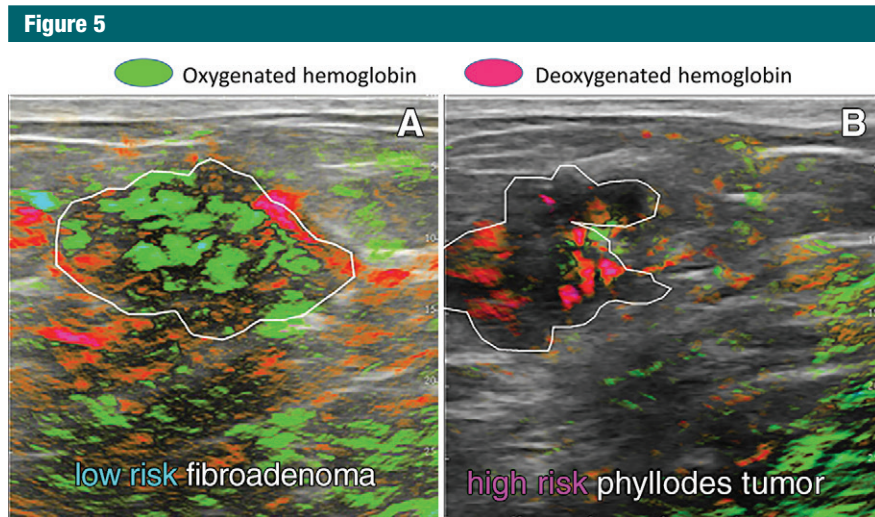 Figure 5
Oxygenated hemoglobin Deoxygenated hemoglobin
A
B
low risk fibroadenoma
high risk phyllodes tumor